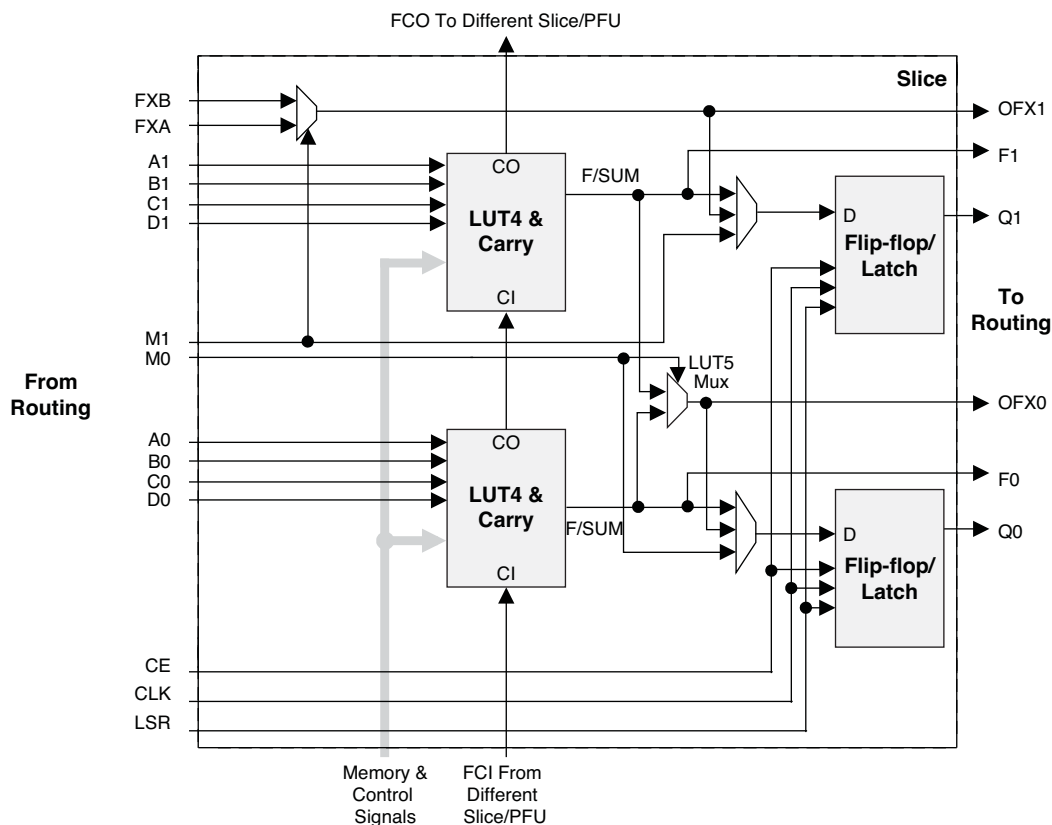 FCO To Different Slice/PFU
Slice
FXB
FXA
OFX1
F1
A1
B1
C1
D1
CO
LUT4 &
Carry
CI
F/SUM
D
Flip-flop/
Latch
Q1
To
Routing
M1
M0
From
Routing
LUT5
Mux
OFX0
A0
B0
C0
D0
CO
LUT4 &
Carry
CI
F/SUM
F0
D
Flip-flop/
Latch
Q0
CE
CLK
LSR
Memory &
Control
Signals
FCI From
Different
Slice/PFU